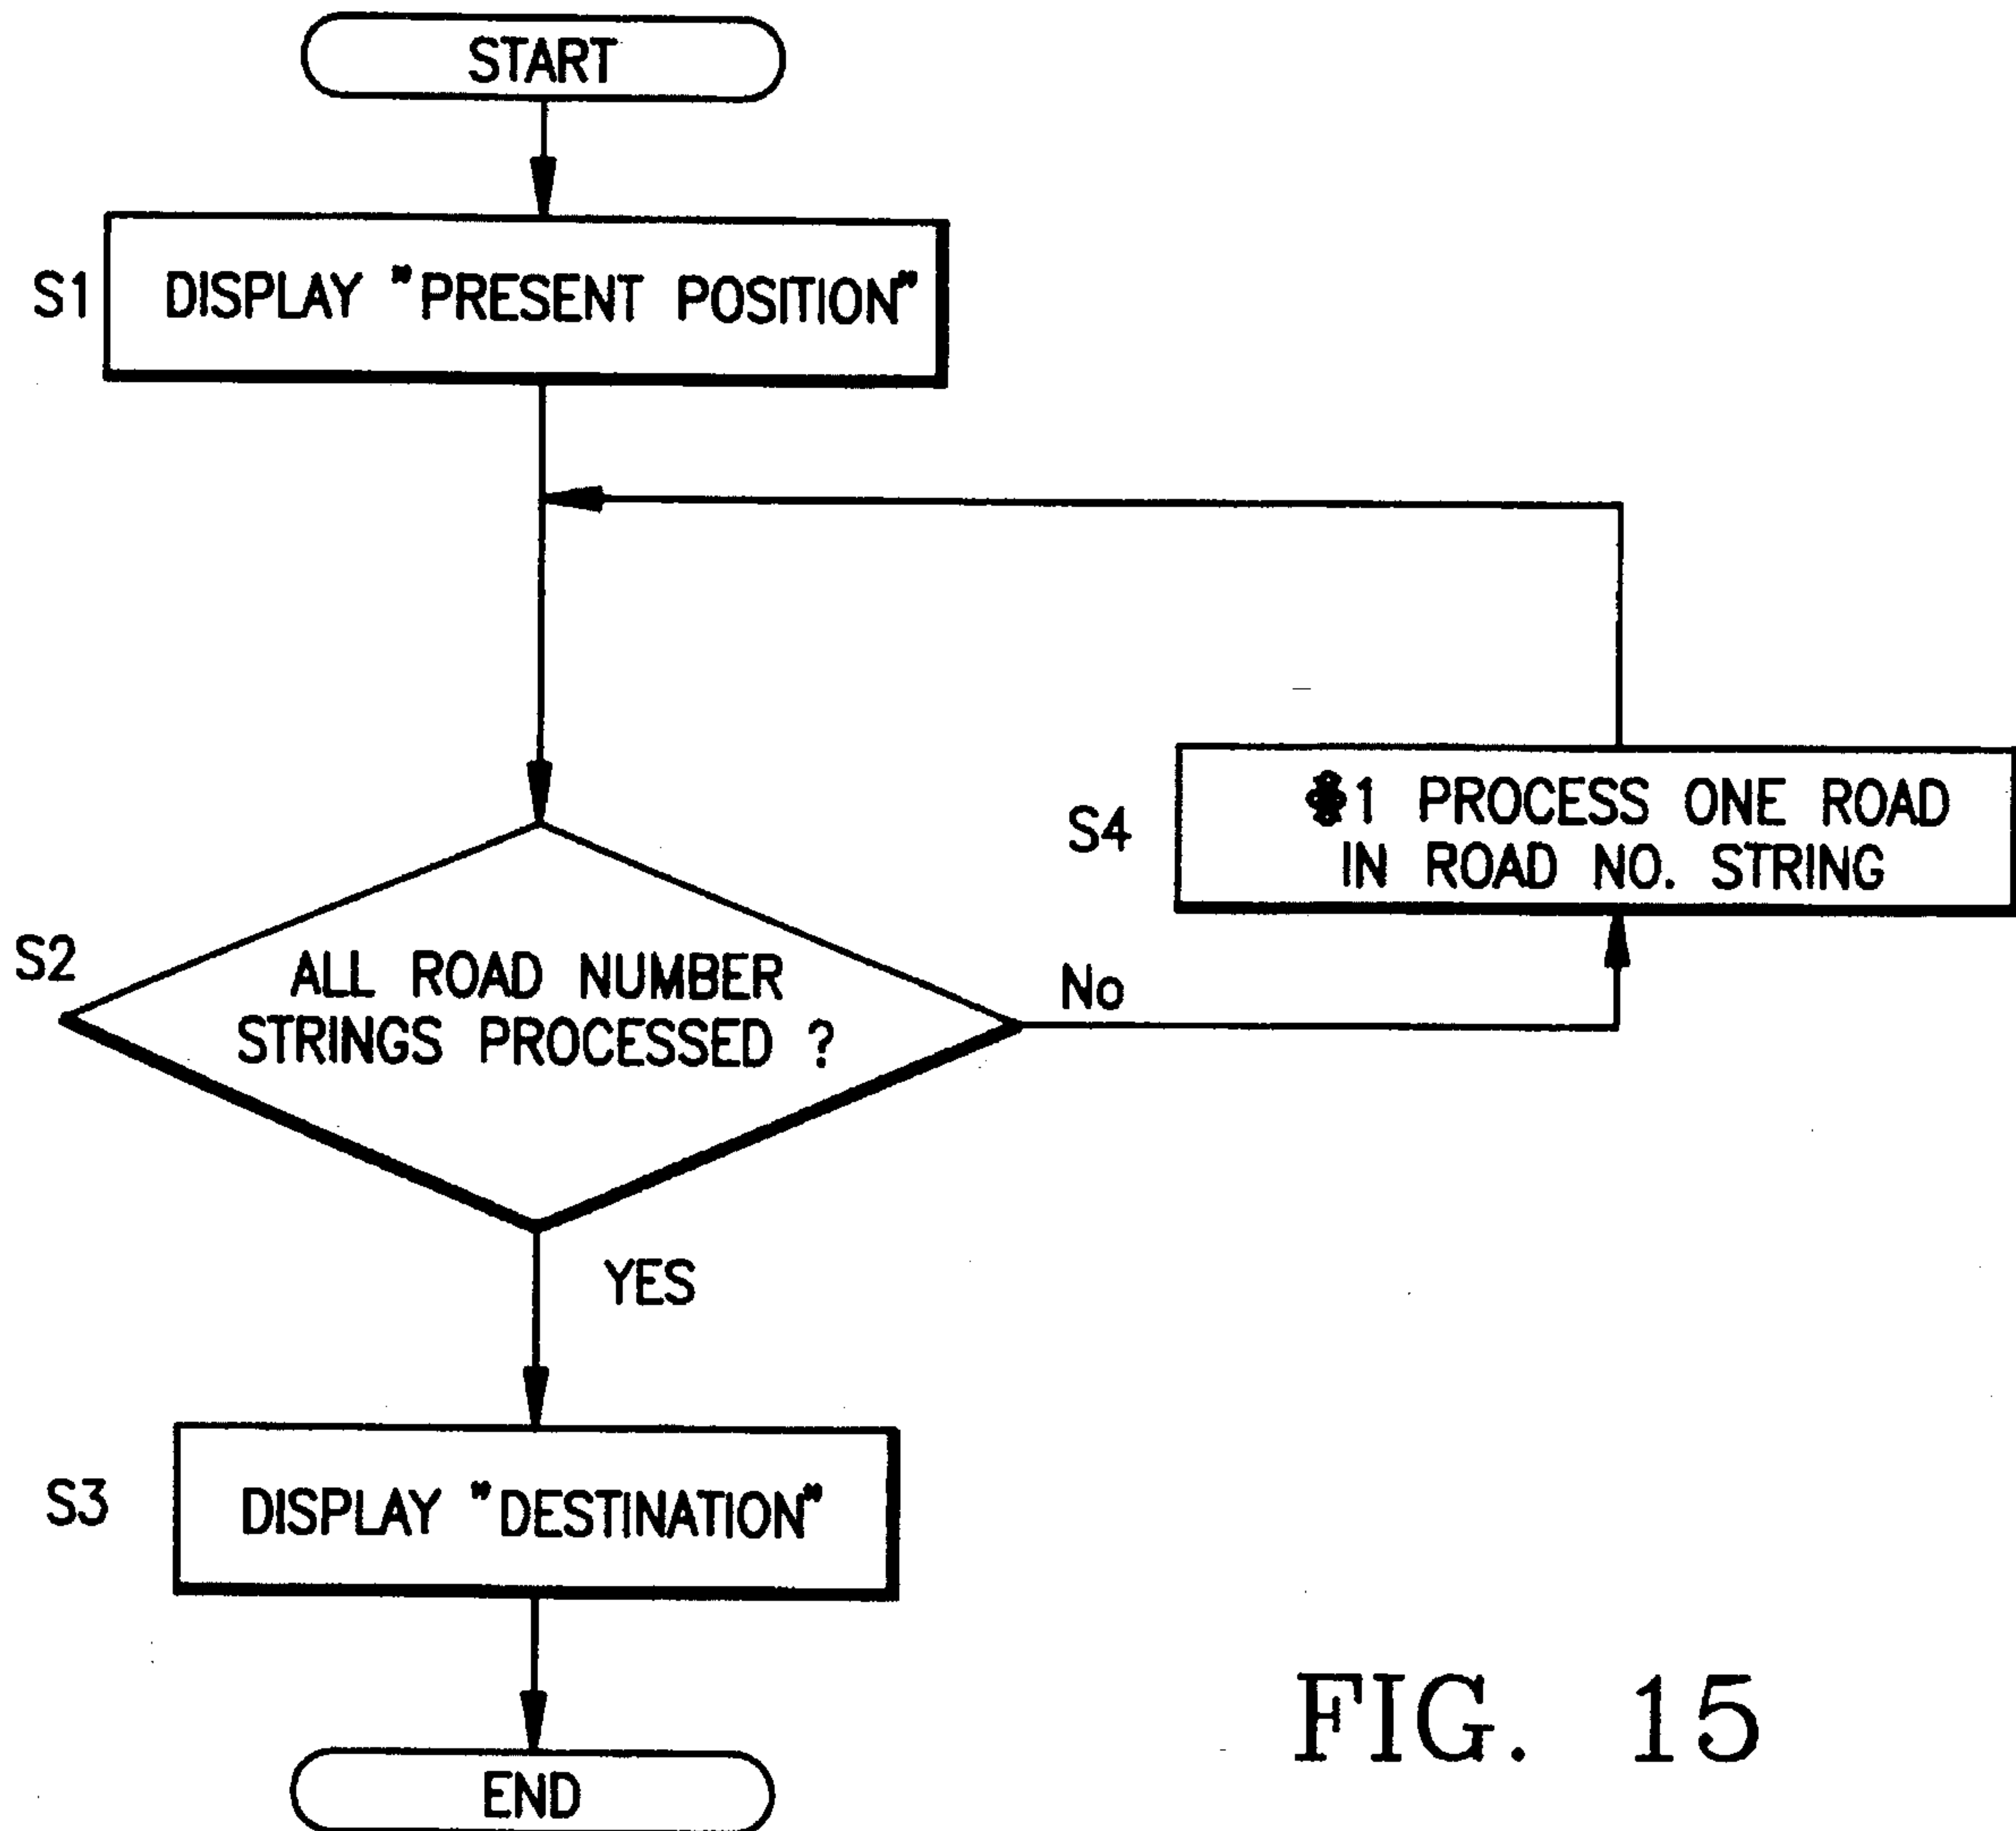 START
S1
DISPLAY "PRESENT POSITION"
S4
*1 PROCESS ONE ROAD
IN ROAD NO. STRING
S2
ALL ROAD NUMBER
STRINGS PROCESSED ?
No
YES
S3
DISPLAY "DESTINATION"
END
FIG. 15